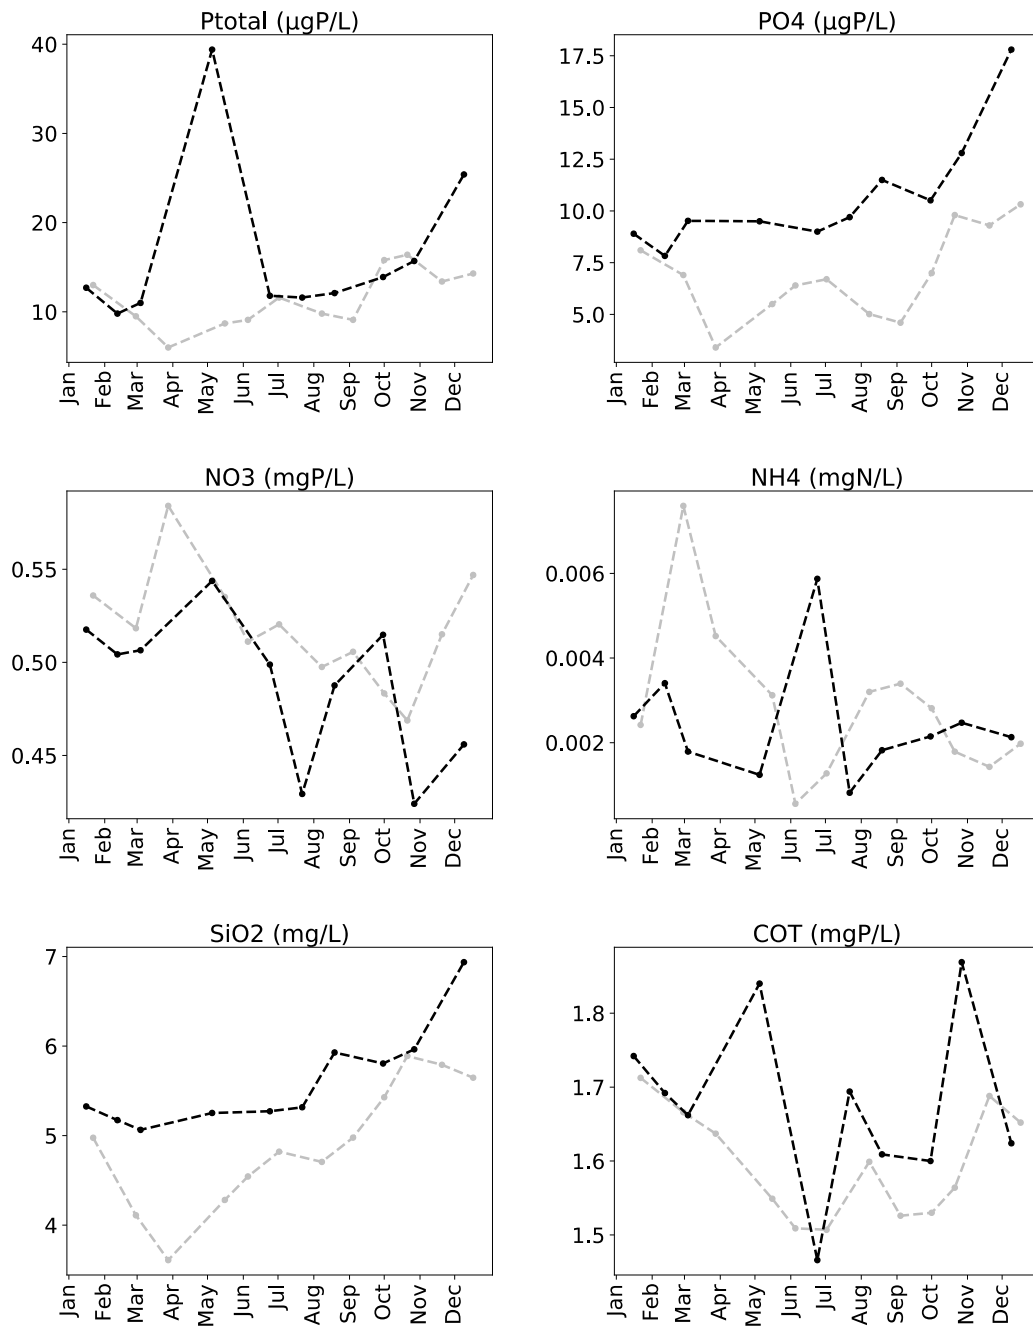 Ptotal (µgP/L)
40
30
20
10
Jan Feb Mar Apr May Jun Jul Aug Sep Oct Nov Dec
PO4 (µgP/L)
17.5
15.0
12.5
10.0
7.5
5.0
Jan Feb Mar Apr May Jun Jul Aug Sep Oct Nov Dec
NO3 (mgP/L)
0.55
0.50
0.45
Jan Feb Mar Apr May Jun Jul Aug Sep Oct Nov Dec
NH4 (mgN/L)
0.006
0.004
0.002
Jan Feb Mar Apr May Jun Jul Aug Sep Oct Nov Dec
SiO2 (mg/L)
7
6
5
4
Jan Feb Mar Apr May Jun Jul Aug Sep Oct Nov Dec
COT (mgP/L)
1.8
1.7
1.6
1.5
Jan Feb Mar Apr May Jun Jul Aug Sep Oct Nov Dec